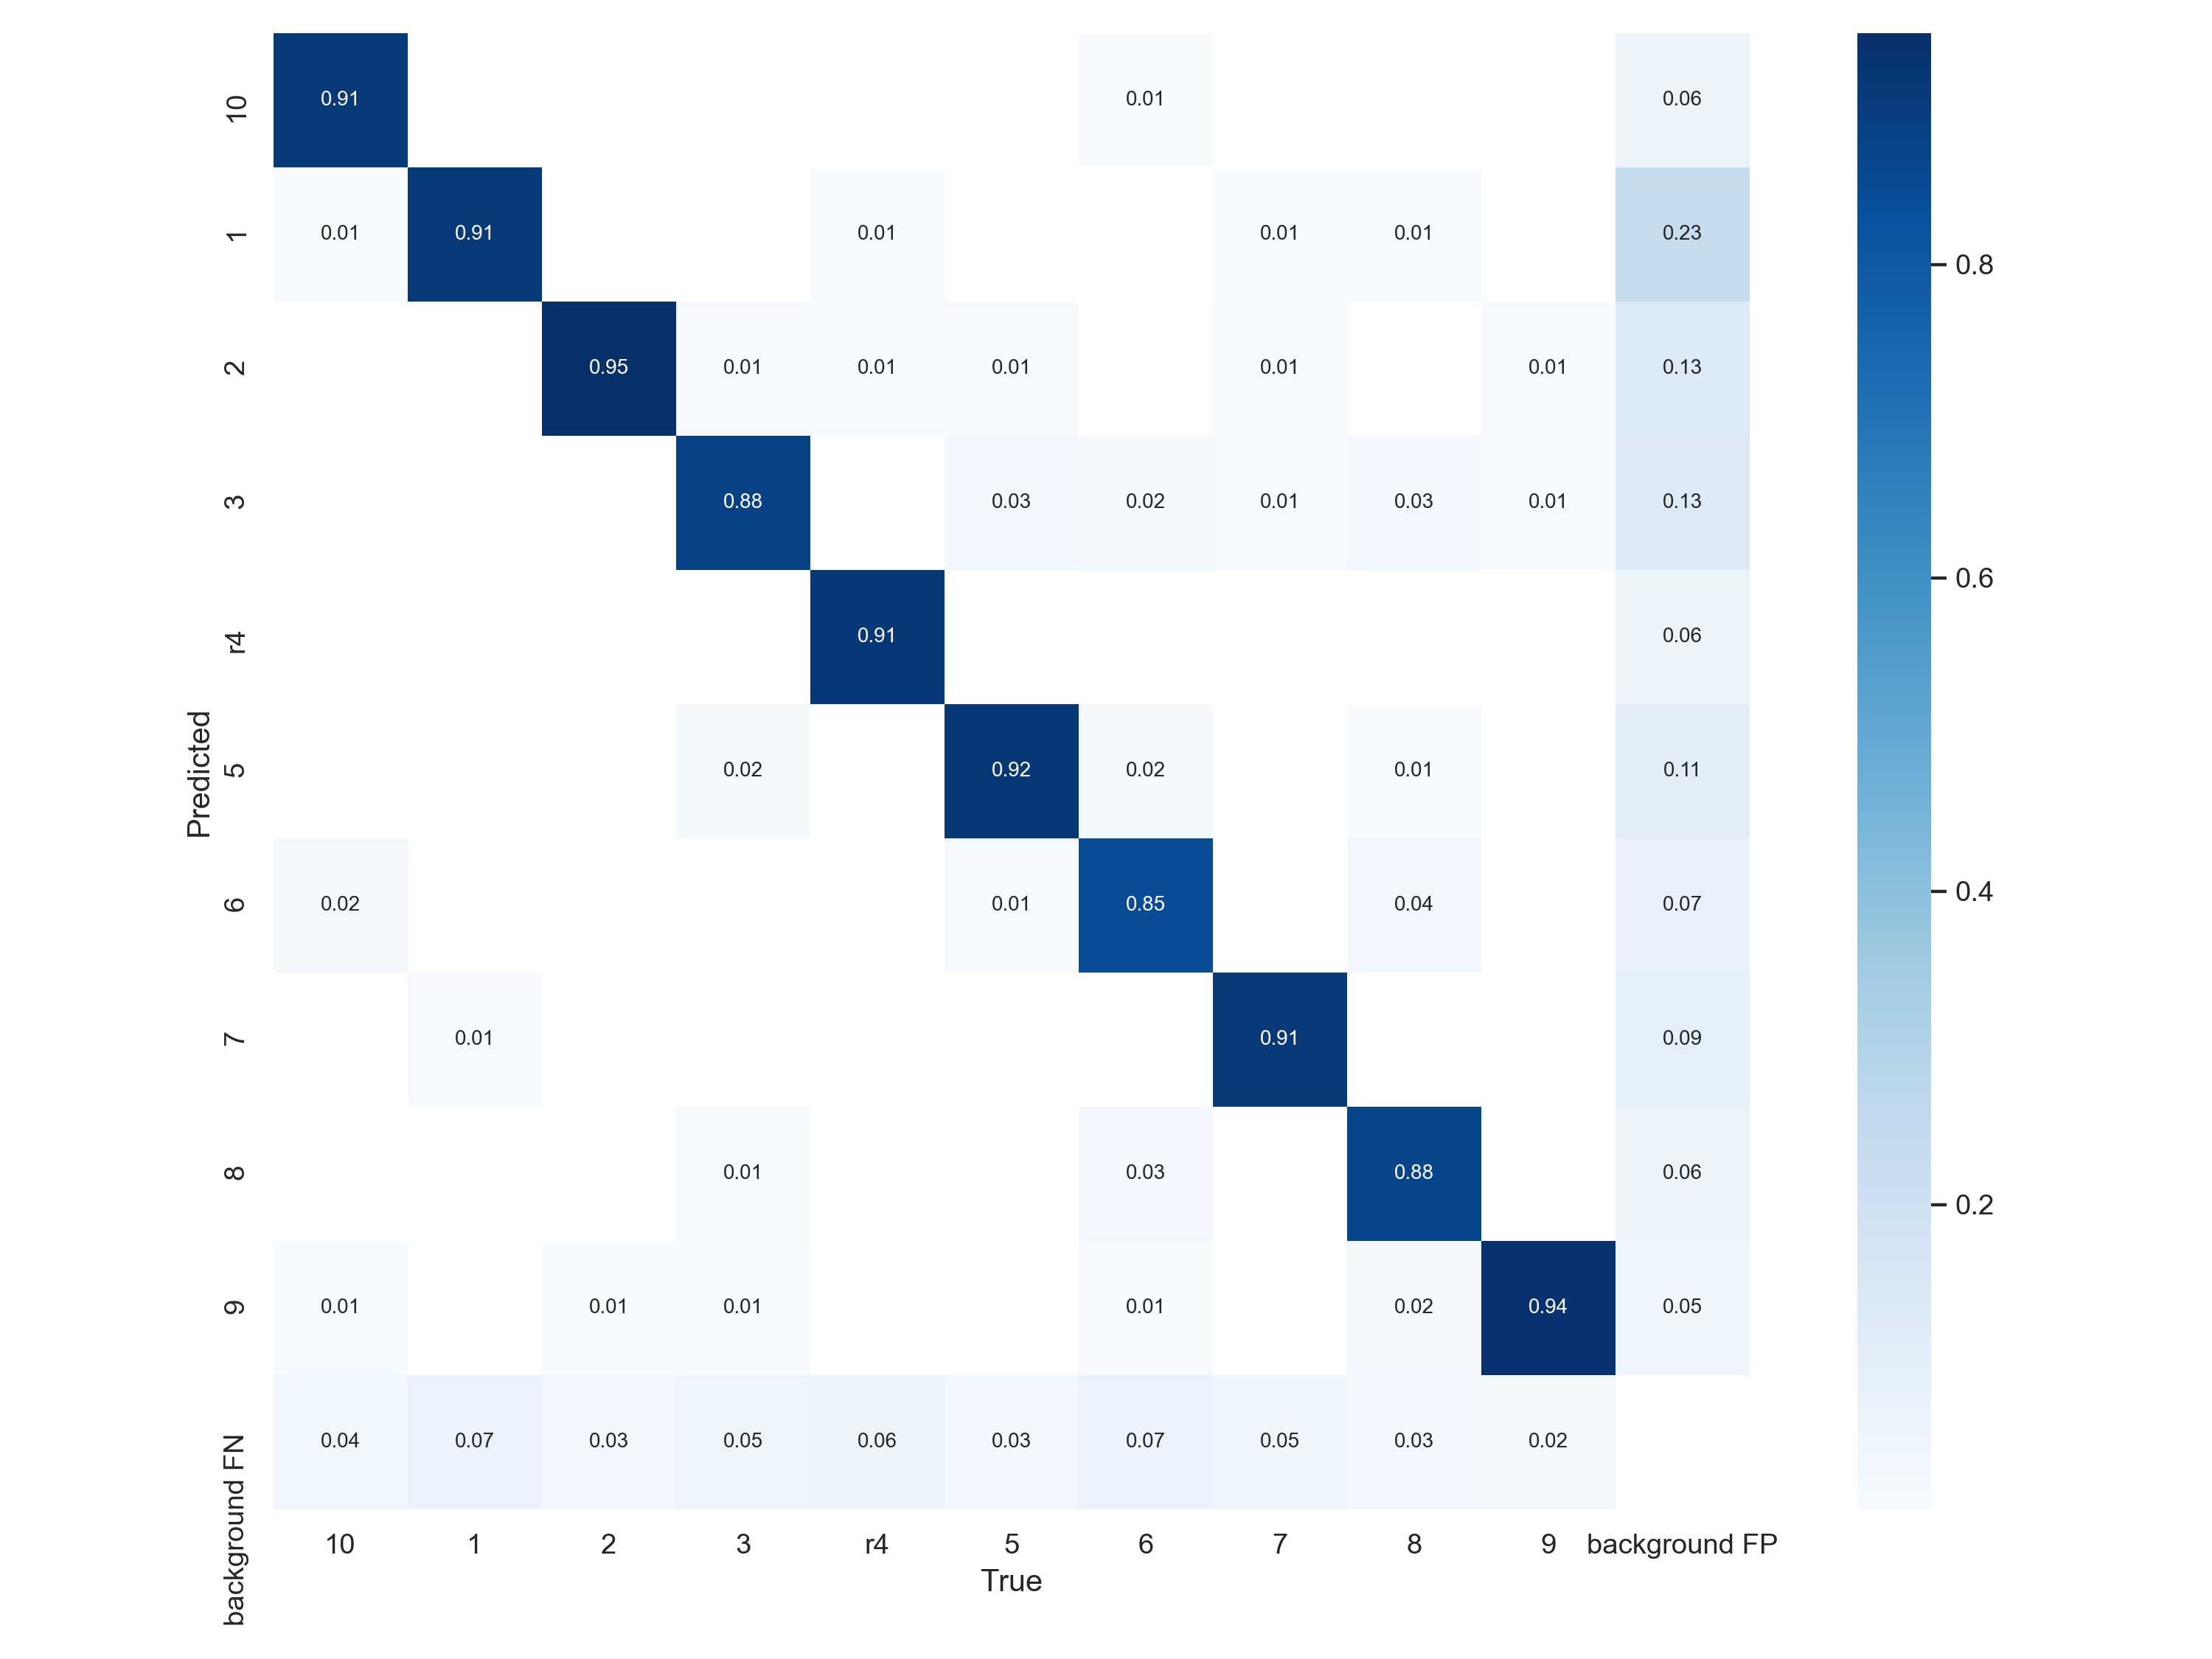 10 0.91 0.01 0.06
1 0.01 0.91 0.01 0.01 0.01 0.23
0.8
2 0.95 0.01 0.01 0.01 0.01 0.01 0.13
3 0.88 0.03 0.02 0.01 0.03 0.01 0.13
0.6
r4 0.91 0.06
Predicted
5 0.02 0.92 0.02 0.01 0.11
6 0.02 0.01 0.85 0.04 0.07
0.4
7 0.01 0.91 0.09
8 0.01 0.03 0.88 0.06
0.2
9 0.01 0.01 0.01 0.01 0.02 0.94 0.05
background FN 0.04 0.07 0.03 0.05 0.06 0.03 0.07 0.05 0.03 0.02
10 1 2 3 r4 5 6 7 8 9 background FP
True